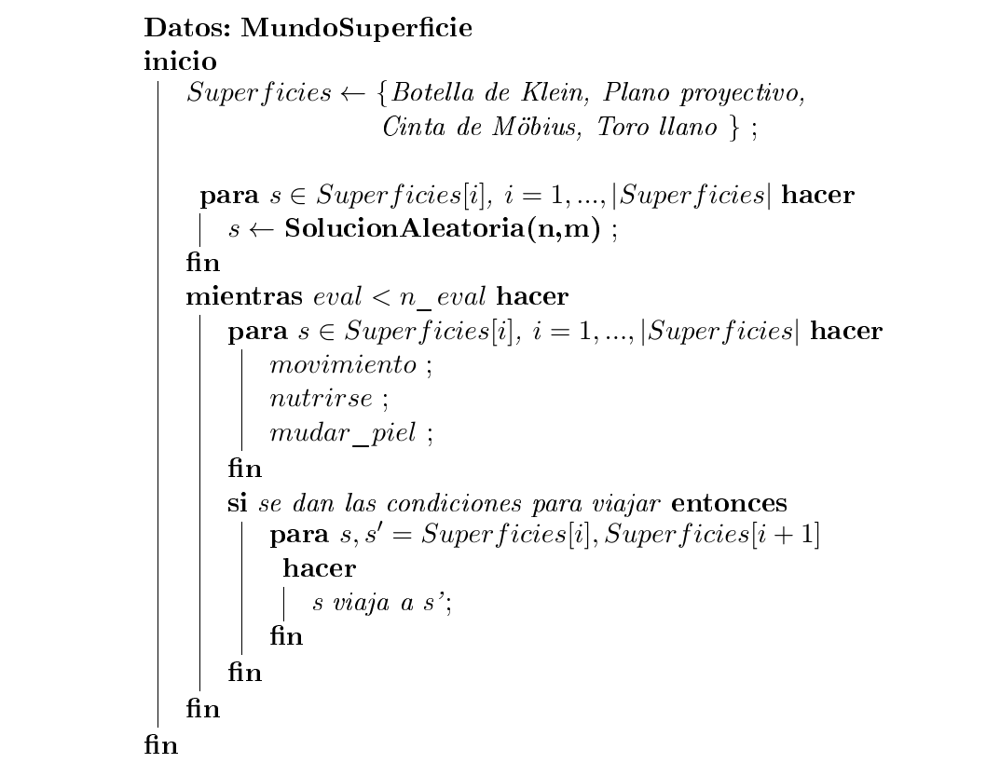 Datos: MundoSuperficie
inicio
Superficies ← {Botella de Klein, Plano proyectivo,
Cinta de Möbius, Toro llano } ;
para s ∈ Superficies[i], i = 1, ..., |Superficies| hacer
s ← SolucionAleatoria(n,m) ;
fin
mientras eval < n_eval hacer
para s ∈ Superficies[i], i = 1, ..., |Superficies| hacer
movimiento ;
nutrirse ;
mudar_piel ;
fin
si se dan las condiciones para viajar entonces
para s, s′ = Superficies[i], Superficies[i + 1]
hacer
s viaja a s’;
fin
fin
fin
fin